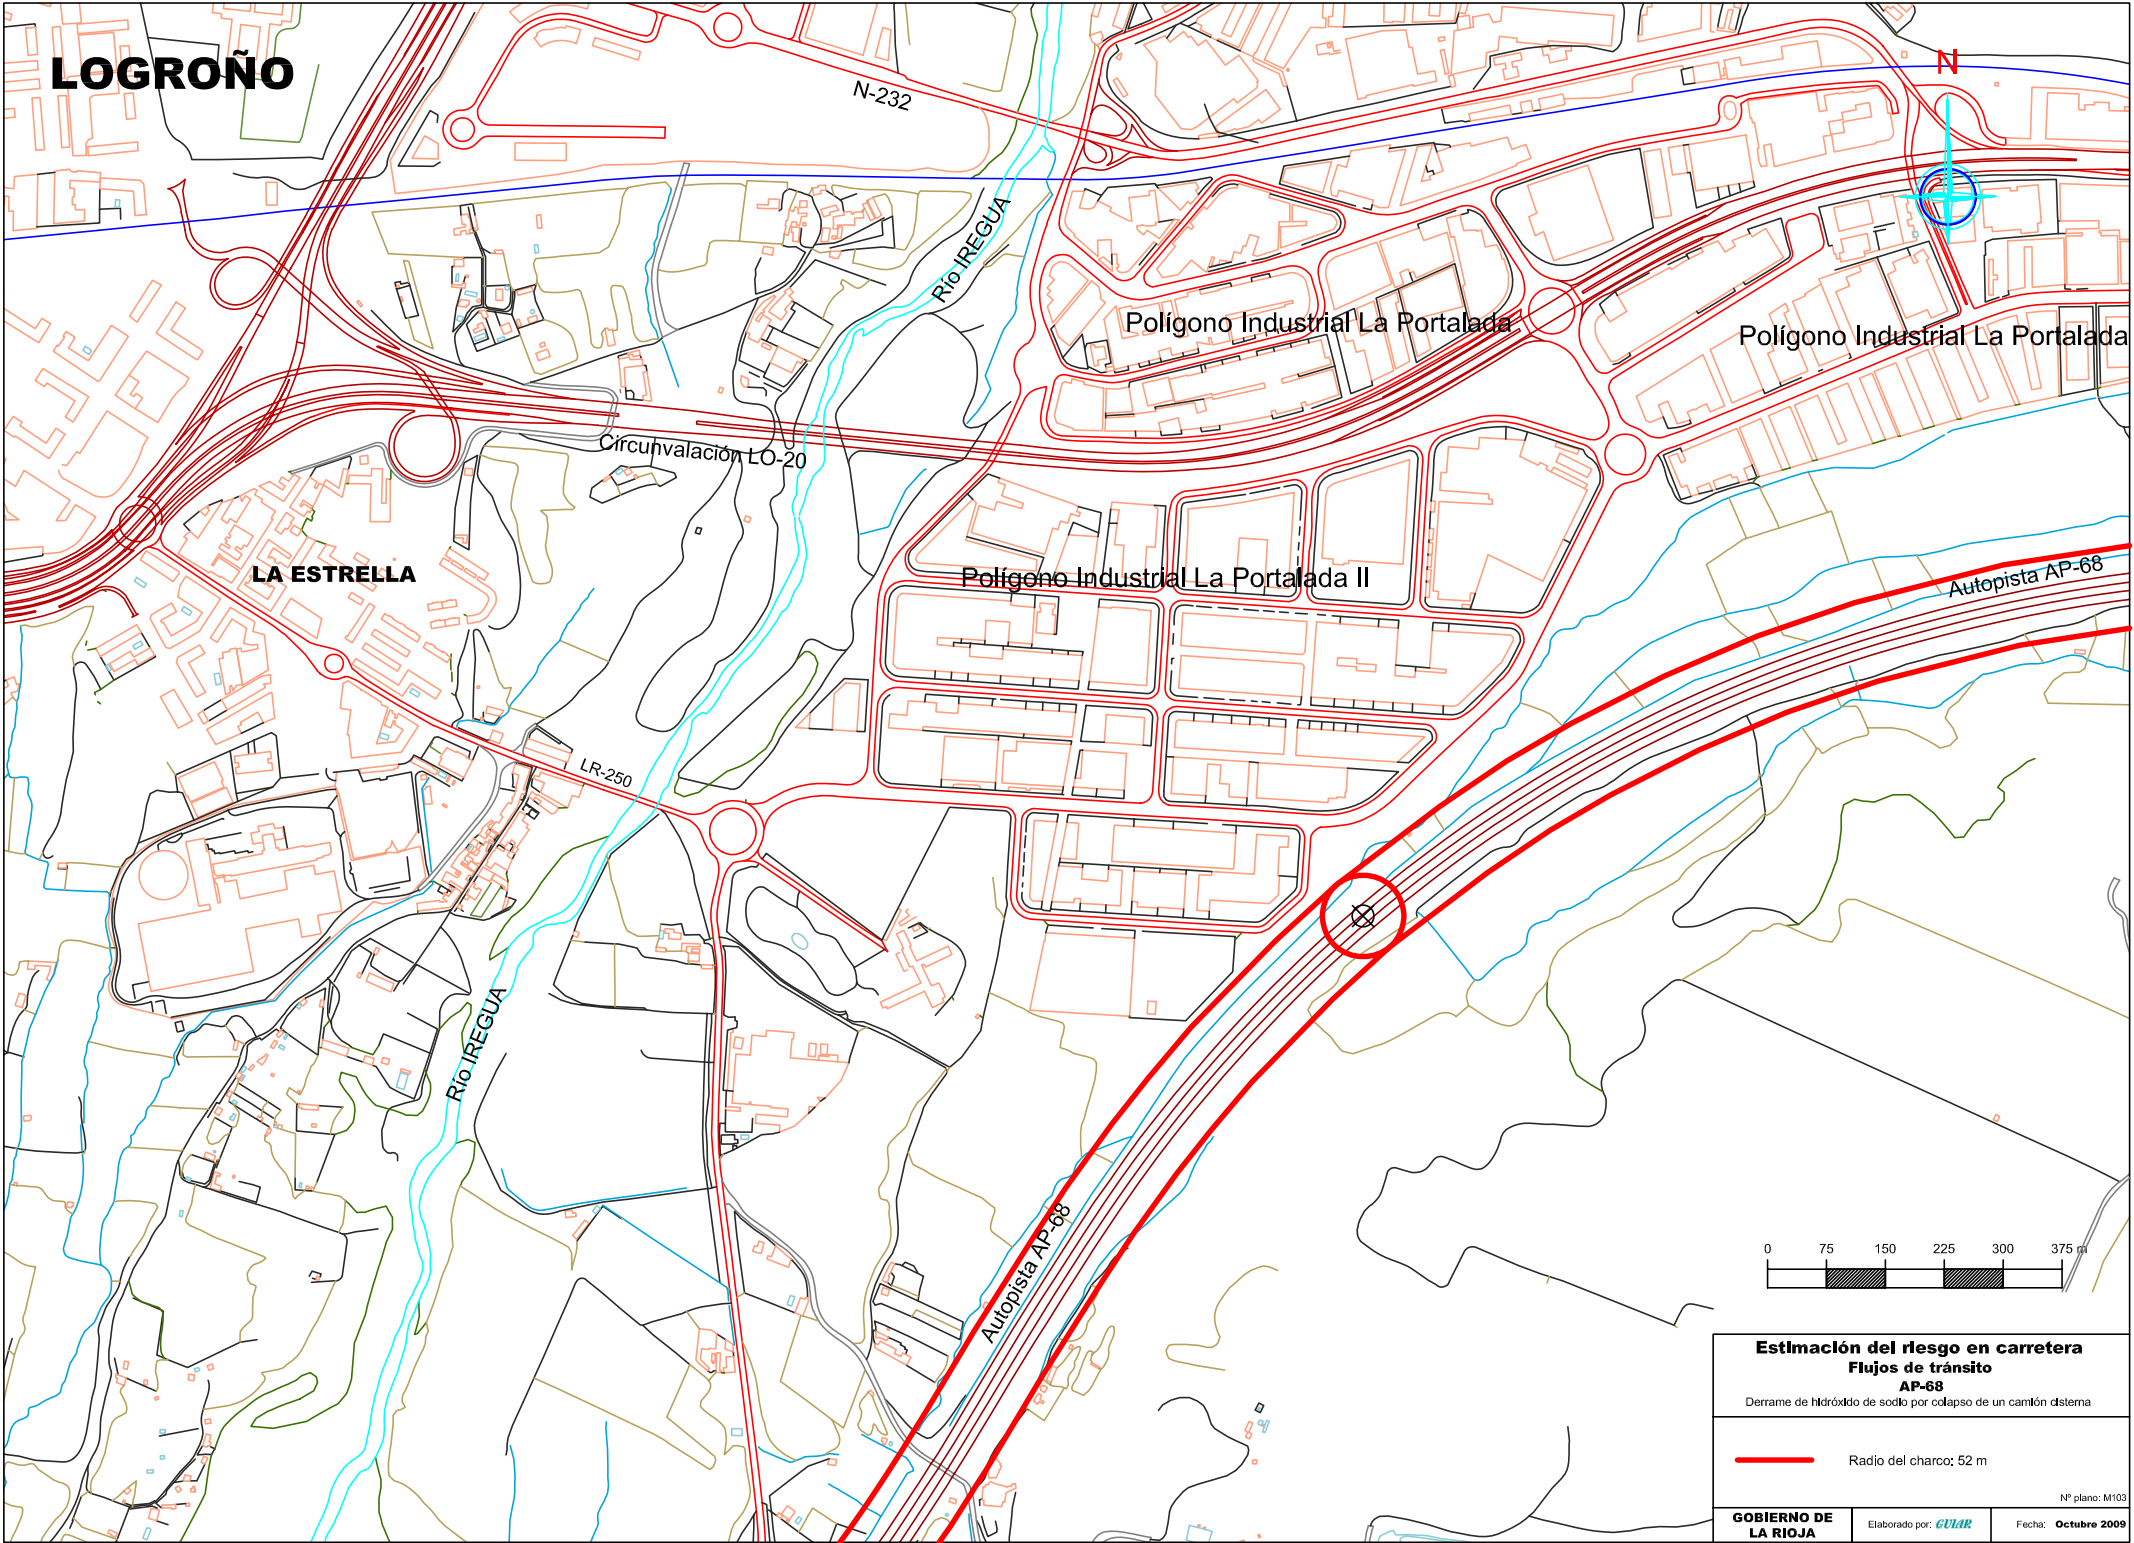 LOGROÑO
N
N-232
Río IREGUA
Polígono Industrial La Portalada
Polígono Industrial La Portalada
Circunvalación LO-20
LA ESTRELLA
Polígono Industrial La Portalada II
Autopista AP-68
LR-250
Río IREGUA
Autopista AP-68
0 75 150 225 300 375 m
Estimación del riesgo en carretera
Flujos de tránsito
AP-68
Derrame de hidróxido de sodio por colapso de un camión cisterna
Radio del charco: 52 m
Nº plano: M103
GOBIERNO DE
LA RIOJA
Elaborado por: GUIAR
Fecha: Octubre 2009